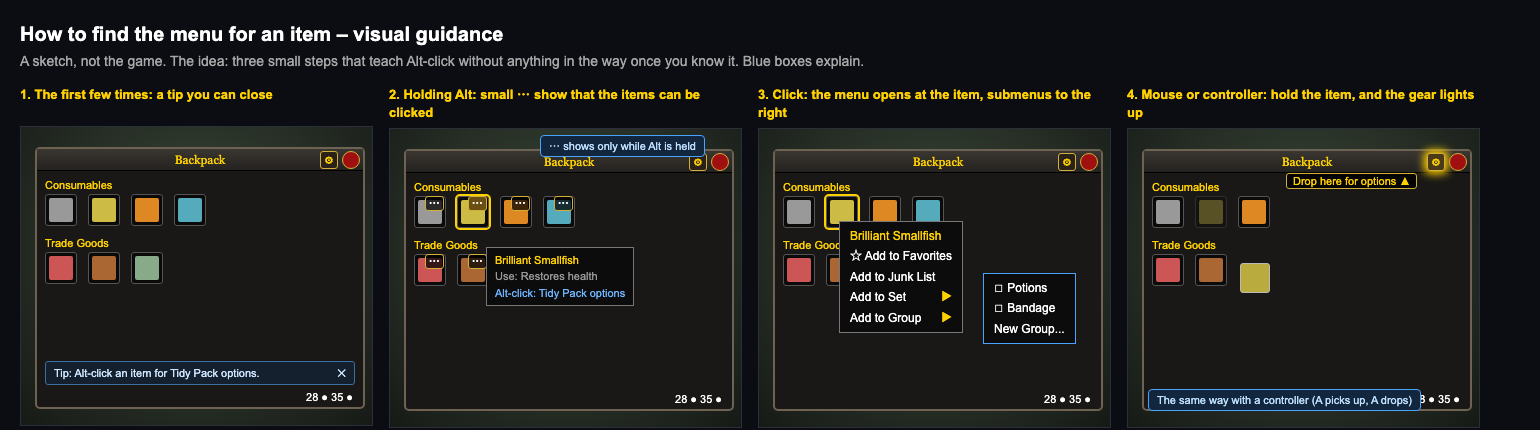 How to find the menu for an item – visual guidance
A sketch, not the game. The idea: three small steps that teach Alt-click without anything in the way once you know it. Blue boxes explain.
1. The first few times: a tip you can close
Backpack
Consumables
Trade Goods
Tip: Alt-click an item for Tidy Pack options. ✕
28 ● 35 ●
2. Holding Alt: small ··· show that the items can be
clicked
··· shows only while Alt is held
Backpack
Consumables
··· ··· ··· ···
Trade Goods
··· ···
Brilliant Smallfish
Use: Restores health
Alt-click: Tidy Pack options
28 ● 35 ●
3. Click: the menu opens at the item, submenus to the
right
Backpack
Consumables
Brilliant Smallfish
☆ Add to Favorites
Add to Junk List
Add to Set ▶
Add to Group ▶
☐ Potions
☐ Bandage
New Group...
28 ● 35 ●
4. Mouse or controller: hold the item, and the gear lights
up
Backpack
Drop here for options ▲
Consumables
Trade Goods
The same way with a controller (A picks up, A drops)
● 35 ●